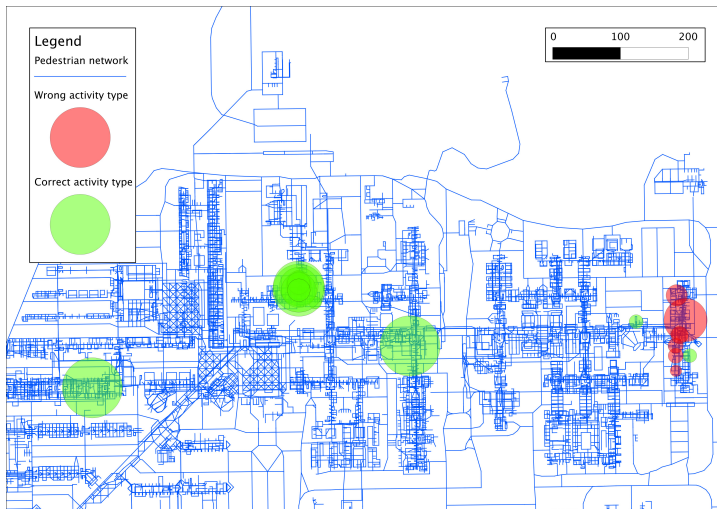 Legend
Pedestrian network
Wrong activity type
Correct activity type
0 100 200